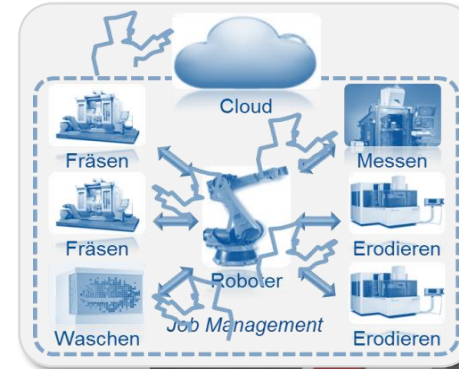 Cloud
Fräsen
Messen
Fräsen
Erodieren
Roboter
Waschen
Job Management
Erodieren